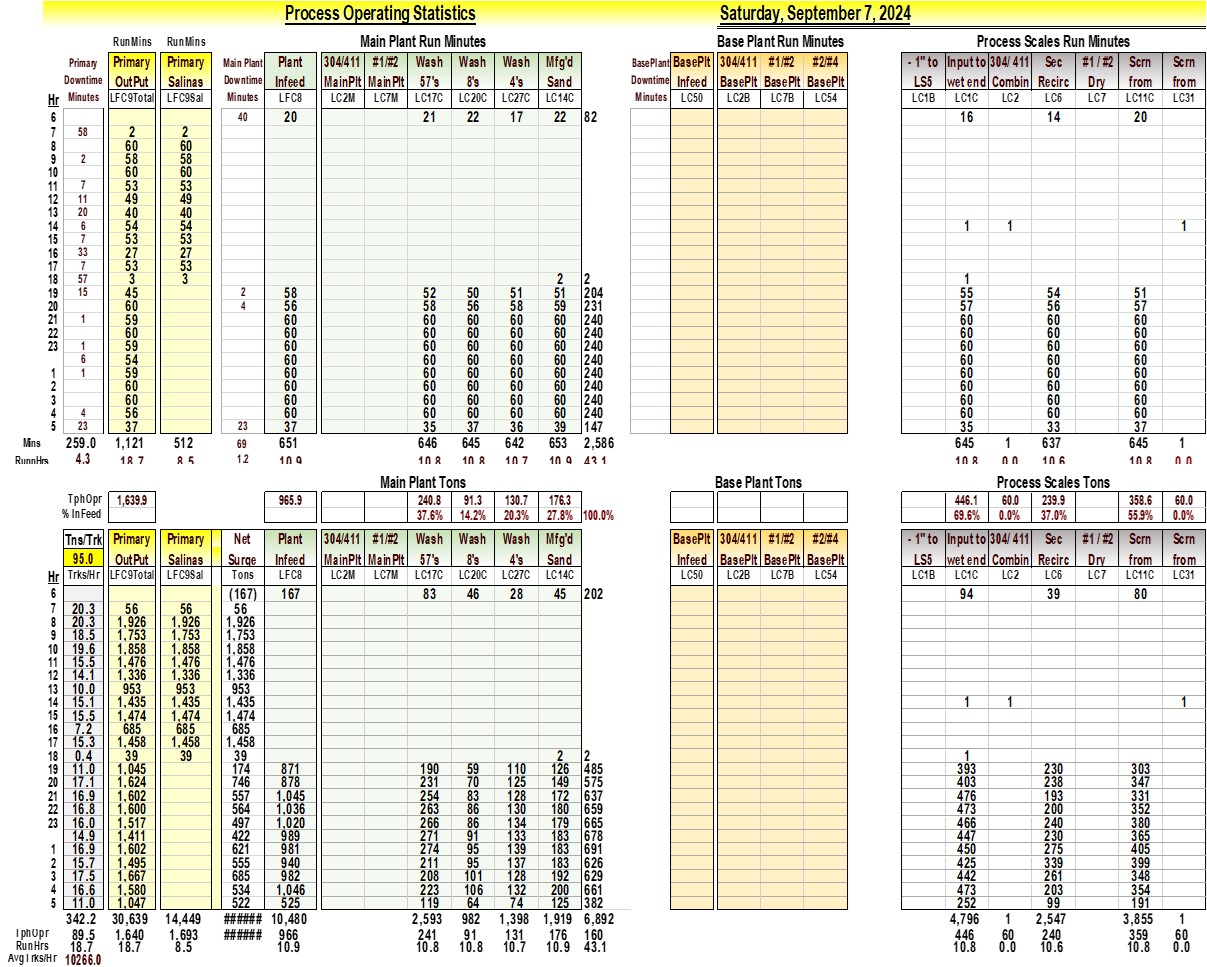 Process Operating Statistics Saturday, September 7, 2024
RunMins RunMins Main Plant Run Minutes Base Plant Run Minutes Process Scales Run Minutes
Primary Primary Primary Main Plant Plant 304/411 #1/#2 Wash Wash Wash Mfg'd BasePlant BasePlt 304/411 #1/#2 #2/#4 - 1" to Input to 304/ 411 Sec #1 / #2 Scrn Scrn
Downtime OutPut Salinas Downtime Infeed MainPlt MainPlt 57's 8's 4's Sand Downtime Infeed BasePlt BasePlt BasePlt LS5 wet end Combin Recirc Dry from from
Hr Minutes LFC9Total LFC9Sal Minutes LFC8 LC2M LC7M LC17C LC20C LC27C LC14C Minutes LC50 LC2B LC7B LC54 LC1B LC1C LC2 LC6 LC7 LC11C LC31
6 40 20 21 22 17 22 82 16 14 20
7 58 2 2
8 60 60
9 2 58 58
10 60 60
11 7 53 53
12 11 49 49
13 20 40 40
14 6 54 54 1 1 1
15 7 53 53
16 33 27 27
17 7 53 53
18 57 3 3 2 2 1
19 15 45 2 58 52 50 51 51 204 55 54 51
20 60 4 56 58 56 58 59 231 56 56 57
21 1 59 60 60 60 60 60 240 60 60 60
22 60 60 60 60 60 60 240 60 60 60
23 1 59 60 60 60 60 60 240 60 60 60
6 54 60 60 60 60 60 240 60 60 60
1 1 59 60 60 60 60 60 240 60 60 60
2 60 60 60 60 60 60 240 60 60 60
3 60 60 60 60 60 60 240 60 60 60
4 4 56 60 60 60 60 60 240 60 60 60
5 23 37 23 37 35 37 36 39 147 35 33 37
Mins 259.0 1,121 512 69 651 646 645 642 653 2,586 645 1 637 645 1
RunnHrs 4.3 18.7 8.5 1.2 10.9 10.8 10.8 10.7 10.9 43.1 10.8 0.0 10.6 10.8 0.0
Main Plant Tons Base Plant Tons Process Scales Tons
TphOpr 1,639.9 965.9 240.8 91.3 130.7 176.3 446.1 60.0 239.9 358.6 60.0
% InFeed 37.6% 14.2% 20.3% 27.8% 100.0% 69.6% 0.0% 37.0% 55.9% 0.0%
Tns/Trk Primary Primary Net Plant 304/411 #1/#2 Wash Wash Wash Mfg'd BasePlt 304/411 #1/#2 #2/#4 - 1" to Input to 304/ 411 Sec #1 / #2 Scrn Scrn
95.0 OutPut Salinas Surge Infeed MainPlt MainPlt 57's 8's 4's Sand Infeed BasePlt BasePlt BasePlt LS5 wet end Combin Recirc Dry from from
Hr Trks/Hr LFC9Total LFC9Sal Tons LFC8 LC2M LC7M LC17C LC20C LC27C LC14C LC50 LC2B LC7B LC54 LC1B LC1C LC2 LC6 LC7 LC11C LC31
6 (167) 167 83 46 28 45 202 94 39 80
7 20.3 56 56 56
8 20.3 1,926 1,926 1,926
9 18.5 1,753 1,753 1,753
10 19.6 1,858 1,858 1,858
11 15.5 1,476 1,476 1,476
12 14.1 1,336 1,336 1,336
13 10.0 953 953 953
14 15.1 1,435 1,435 1,435 1 1 1
15 15.5 1,474 1,474 1,474
16 7.2 685 685 685
17 15.3 1,458 1,458 1,458
18 0.4 39 39 39 2 2 1
19 11.0 1,045 174 871 190 59 110 126 485 393 230 303
20 17.1 1,624 746 878 231 70 125 149 575 403 238 347
21 16.9 1,602 557 1,045 254 83 128 172 637 476 193 331
22 16.8 1,600 564 1,036 263 86 130 180 659 473 200 352
23 16.0 1,517 497 1,020 266 86 134 179 665 466 240 380
14.9 1,411 422 989 271 91 133 183 678 447 230 365
1 16.9 1,602 621 981 274 95 139 183 691 450 275 405
2 15.7 1,495 555 940 211 95 137 183 626 425 339 399
3 17.5 1,667 685 982 208 101 128 192 629 442 261 348
4 16.6 1,580 534 1,046 223 106 132 200 661 473 203 354
5 11.0 1,047 522 525 119 64 74 125 382 252 99 191
342.2 30,639 14,449 ###### 10,480 2,593 982 1,398 1,919 6,892 4,796 1 2,547 3,855 1
TphOpr 89.5 1,640 1,693 ###### 966 241 91 131 176 160 446 60 240 359 60
RunHrs 18.7 18.7 8.5 10.9 10.8 10.8 10.7 10.9 43.1 10.8 0.0 10.6 10.8 0.0
AvgTrks/Hr 10266.0